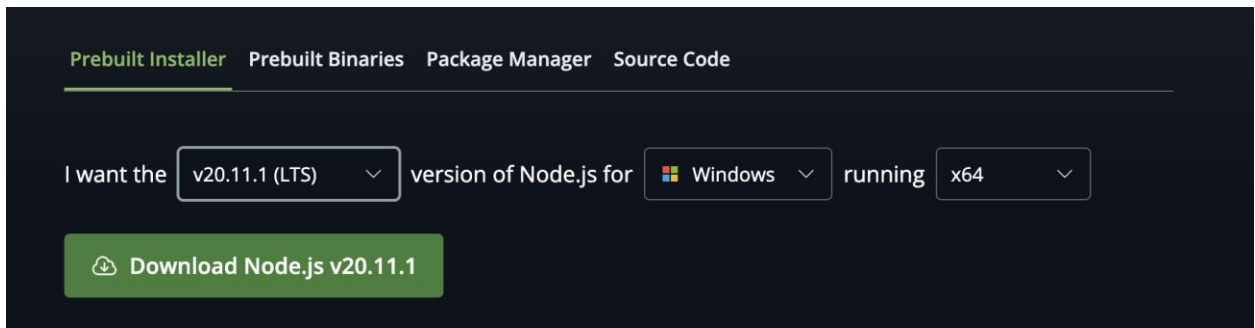 Prebuilt Installer Prebuilt Binaries Package Manager Source Code
I want the v20.11.1 (LTS) version of Node.js for Windows running x64
Download Node.js v20.11.1